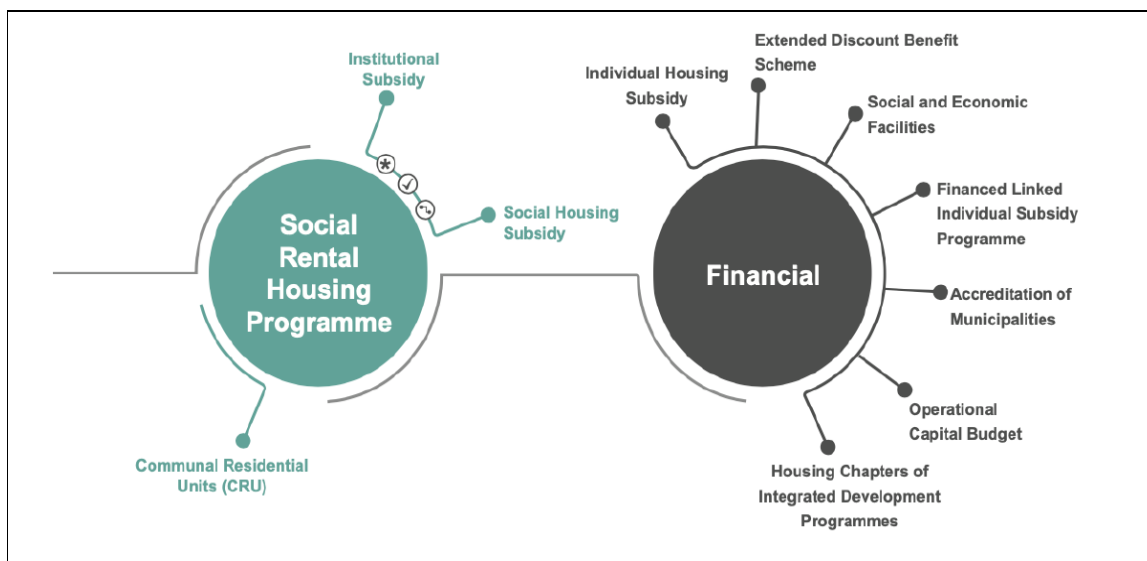 Institutional
Subsidy
Social Housing
Subsidy
Social
Rental
Housing
Programme
Communal Residential
Units (CRU)
Individual Housing
Subsidy
Extended Discount Benefit
Scheme
Social and Economic
Facilities
Financed Linked
Individual Subsidy
Programme
Accreditation of
Municipalities
Operational
Capital Budget
Housing Chapters of
Integrated Development
Programmes
Financial